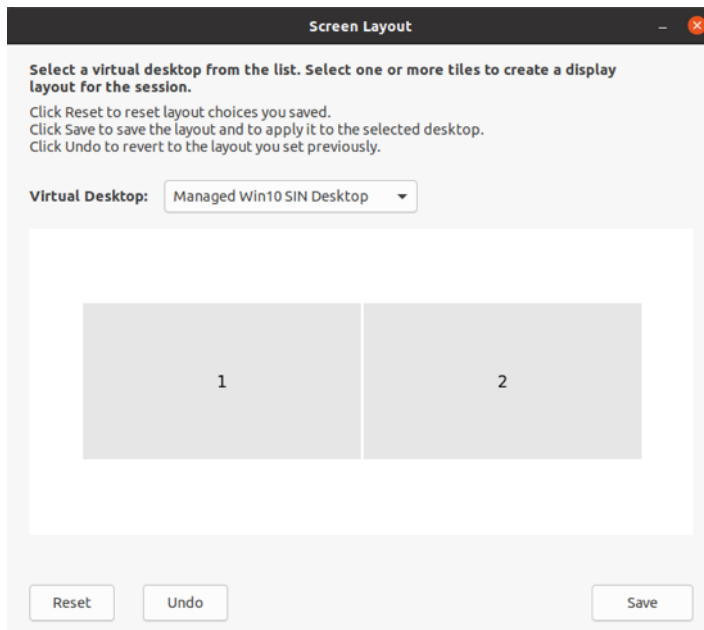 Screen Layout
Select a virtual desktop from the list. Select one or more tiles to create a display
layout for the session.
Click Reset to reset layout choices you saved.
Click Save to save the layout and to apply it to the selected desktop.
Click Undo to revert to the layout you set previously.
Virtual Desktop: Managed Win10 SIN Desktop
1 2
Reset Undo Save